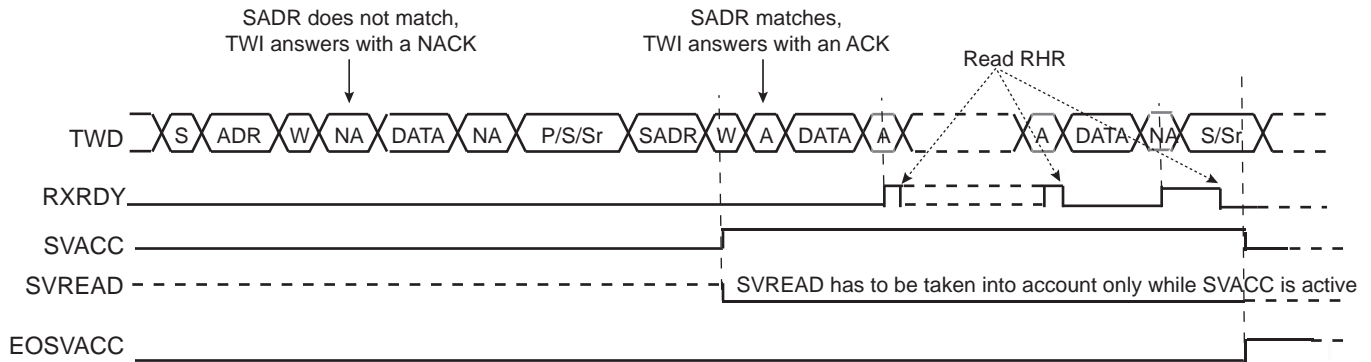 SADR does not match,
TWI answers with a NACK
SADR matches,
TWI answers with an ACK
Read RHR
TWD S ADR W NA DATA NA P/S/Sr SADR W A DATA A A DATA NA S/Sr
RXRDY
SVACC
SVREAD SVREAD has to be taken into account only while SVACC is active
EOSVACC